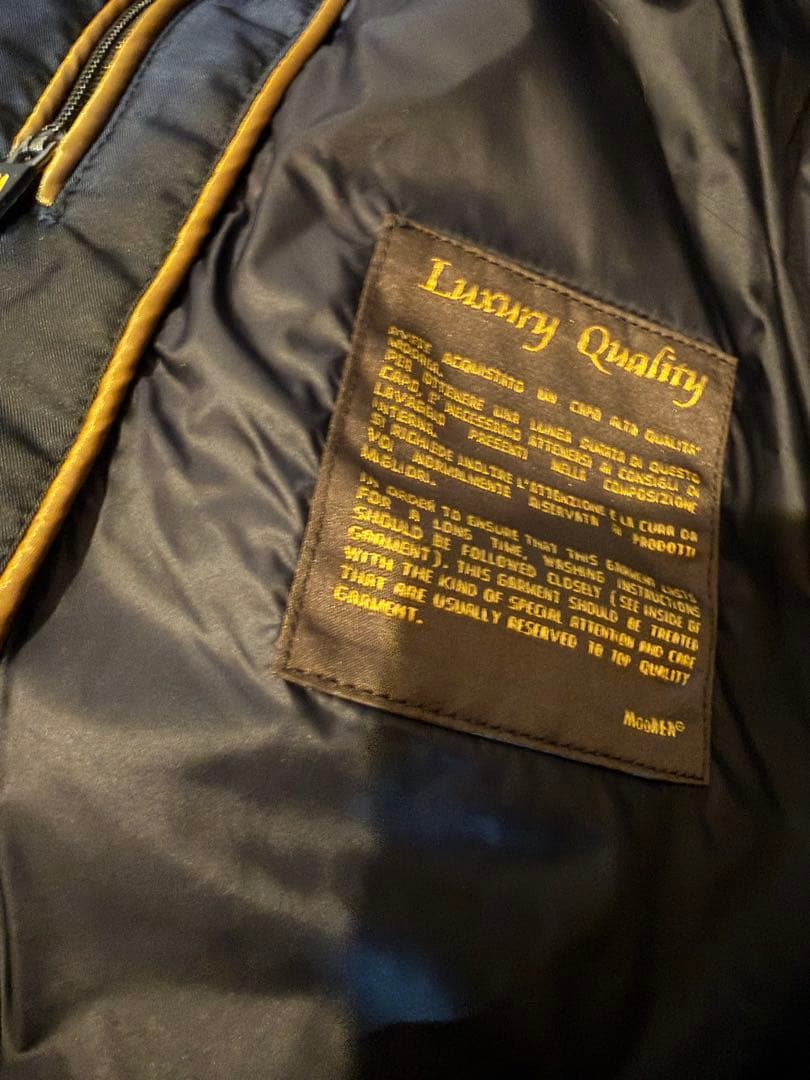 Luxury Quality
AVETE ACQUISTATO UN CAPO ALTA QUALITA'
MOORER.
PER OTTENERE UNA LUNGA DURATA DI QUESTO
CAPO E' NECESSARIO ATTENERSI AI CONSIGLI DI
LAVAGGIO PRESENTI NELLA COMPOSIZIONE
INTERNA.
SI RICHIEDE INOLTRE L'ATTENZIONE E LA CURA DA
VOI NORMALMENTE RISERVATA AI PRODOTTI
MIGLIORI.
IN ORDER TO ENSURE THAT THIS GARMENT LASTS
FOR A LONG TIME, WASHING INSTRUCTIONS
SHOULD BE FOLLOWED CLOSELY (SEE INSIDE OF
GARMENT). THIS GARMENT SHOULD BE TREATED
WITH THE KIND OF SPECIAL ATTENTION AND CARE
THAT ARE USUALLY RESERVED TO TOP QUALITY
GARMENT.
MOORER©